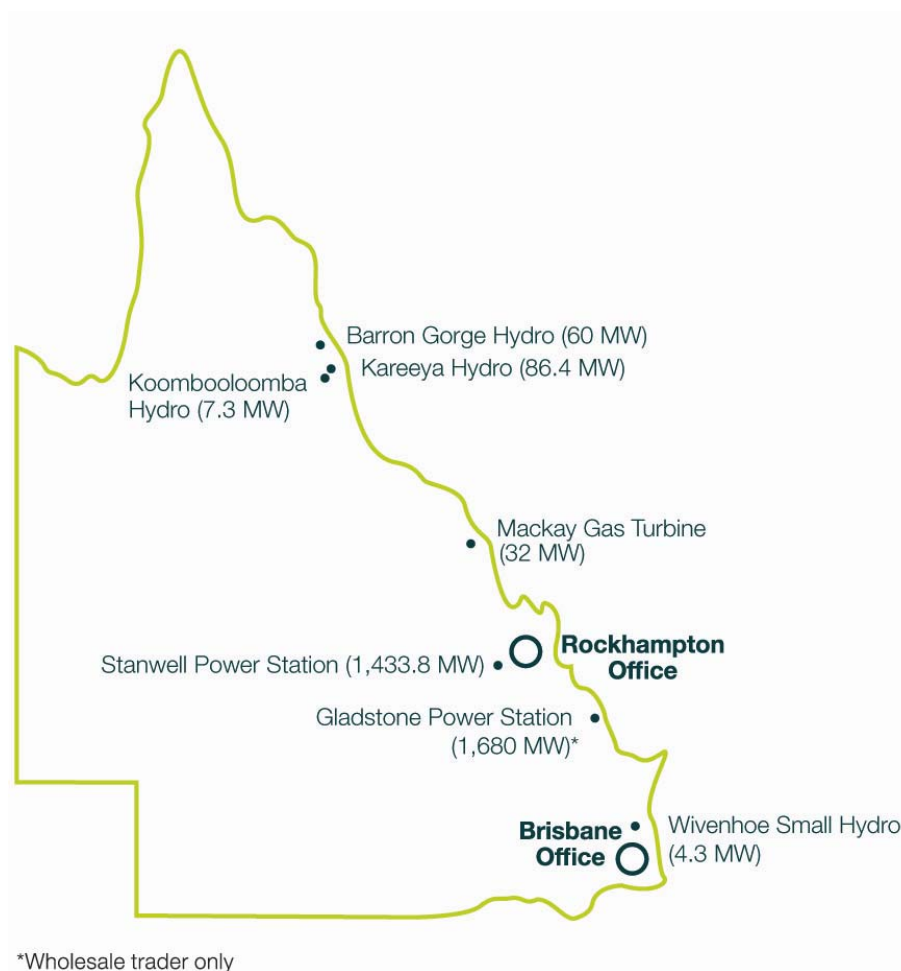 Barron Gorge Hydro (60 MW)
Kareeya Hydro (86.4 MW)
Koombooloomba
Hydro (7.3 MW)
Mackay Gas Turbine
(32 MW)
Rockhampton
Office
Stanwell Power Station (1,433.8 MW)
Gladstone Power Station
(1,680 MW)*
Wivenhoe Small Hydro
(4.3 MW)
Brisbane
Office
*Wholesale trader only